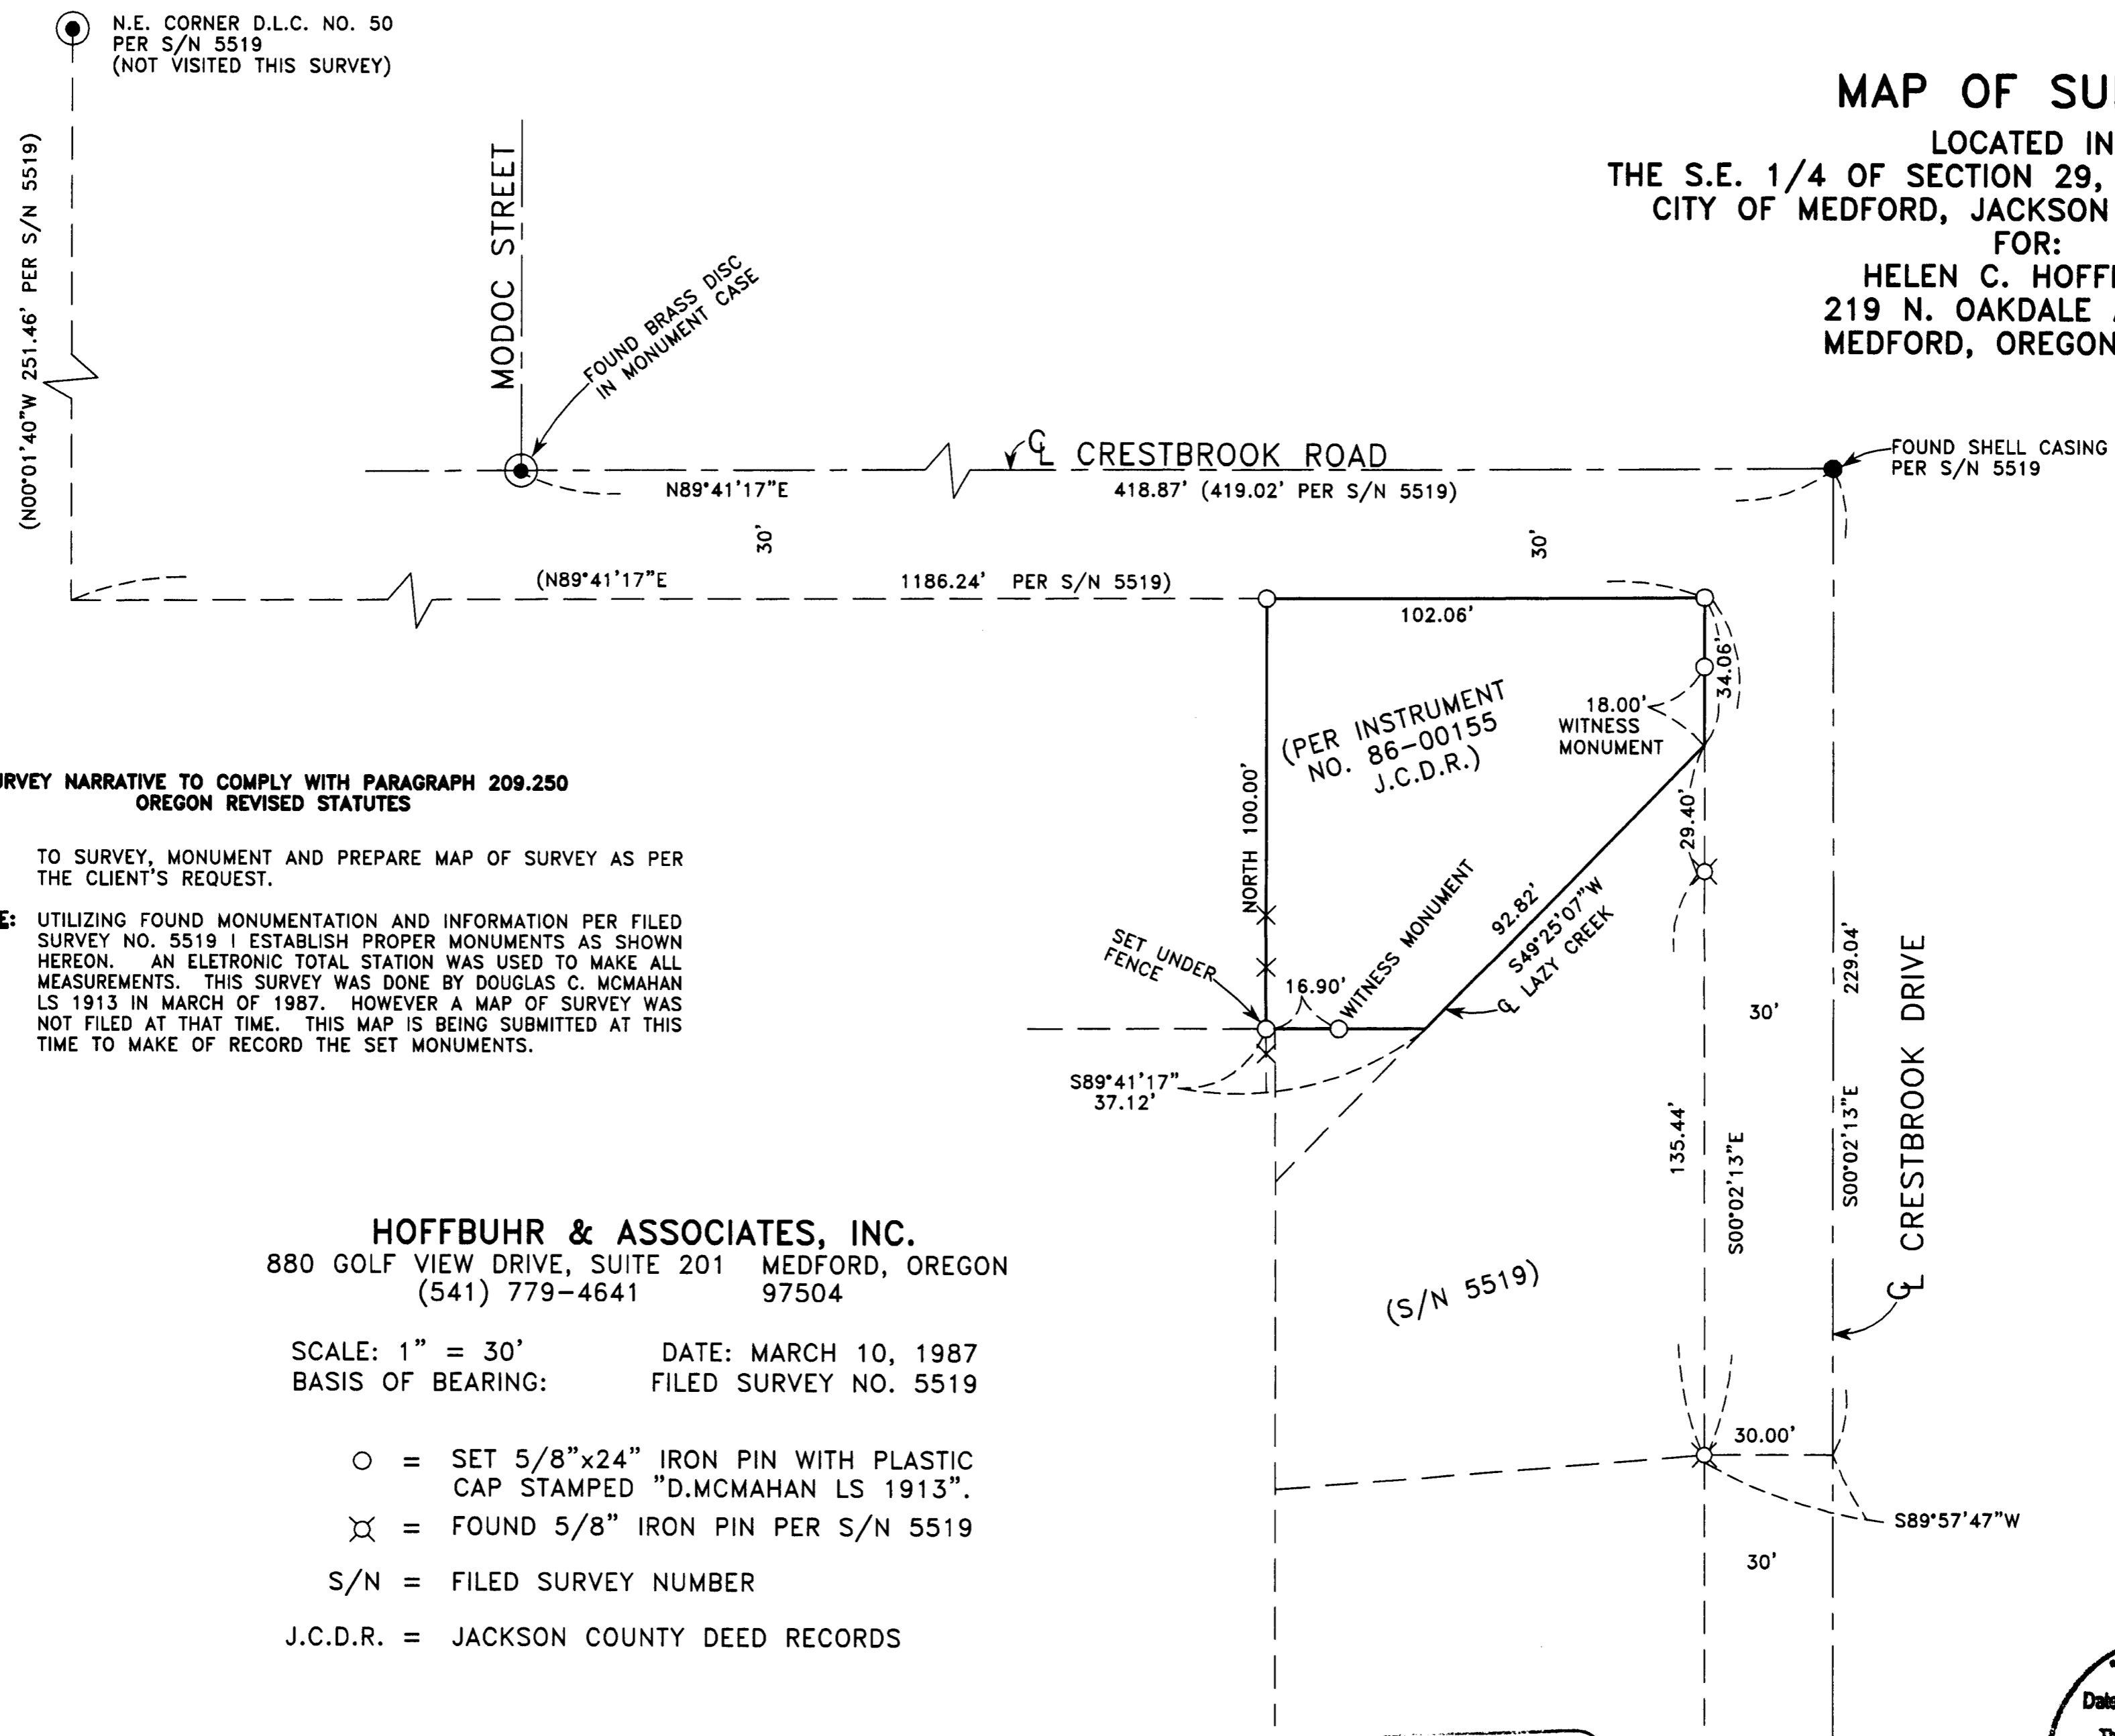 N.E. CORNER D.L.C. NO. 50
PER S/N 5519
(NOT VISITED THIS SURVEY)
(N00°01'40"W 251.46' PER S/N 5519)
MODOC STREET
FOUND BRASS DISC
IN MONUMENT CASE
MAP OF SU
LOCATED IN
THE S.E. 1/4 OF SECTION 29,
CITY OF MEDFORD, JACKSON
FOR:
HELEN C. HOFF
219 N. OAKDALE
MEDFORD, OREGON
CL CRESTBROOK ROAD
N89°41'17"E
418.87' (419.02' PER S/N 5519)
FOUND SHELL CASING
PER S/N 5519
30'
30'
(N89°41'17"E 1186.24' PER S/N 5519)
102.06'
34.06'
18.00'
WITNESS
MONUMENT
(PER INSTRUMENT
NO. 86-00155
J.C.D.R.)
NORTH 100.00'
29.40'
92.82'
S49°25'07"W
CL LAZY CREEK
SET UNDER
FENCE
16.90'
WITNESS MONUMENT
S89°41'17"
37.12'
30'
229.04'
S00°02'13"E
CL CRESTBROOK DRIVE
135.44'
S00°02'13"E
(S/N 5519)
30.00'
S89°57'47"W
30'
URVEY NARRATIVE TO COMPLY WITH PARAGRAPH 209.250
OREGON REVISED STATUTES
TO SURVEY, MONUMENT AND PREPARE MAP OF SURVEY AS PER
THE CLIENT'S REQUEST.
E: UTILIZING FOUND MONUMENTATION AND INFORMATION PER FILED
SURVEY NO. 5519 I ESTABLISH PROPER MONUMENTS AS SHOWN
HEREON. AN ELETRONIC TOTAL STATION WAS USED TO MAKE ALL
MEASUREMENTS. THIS SURVEY WAS DONE BY DOUGLAS C. MCMAHAN
LS 1913 IN MARCH OF 1987. HOWEVER A MAP OF SURVEY WAS
NOT FILED AT THAT TIME. THIS MAP IS BEING SUBMITTED AT THIS
TIME TO MAKE OF RECORD THE SET MONUMENTS.
HOFFBUHR & ASSOCIATES, INC.
880 GOLF VIEW DRIVE, SUITE 201 MEDFORD, OREGON
(541) 779-4641 97504
SCALE: 1" = 30' DATE: MARCH 10, 1987
BASIS OF BEARING: FILED SURVEY NO. 5519
= SET 5/8"x24" IRON PIN WITH PLASTIC
CAP STAMPED "D.MCMAHAN LS 1913".
= FOUND 5/8" IRON PIN PER S/N 5519
S/N = FILED SURVEY NUMBER
J.C.D.R. = JACKSON COUNTY DEED RECORDS